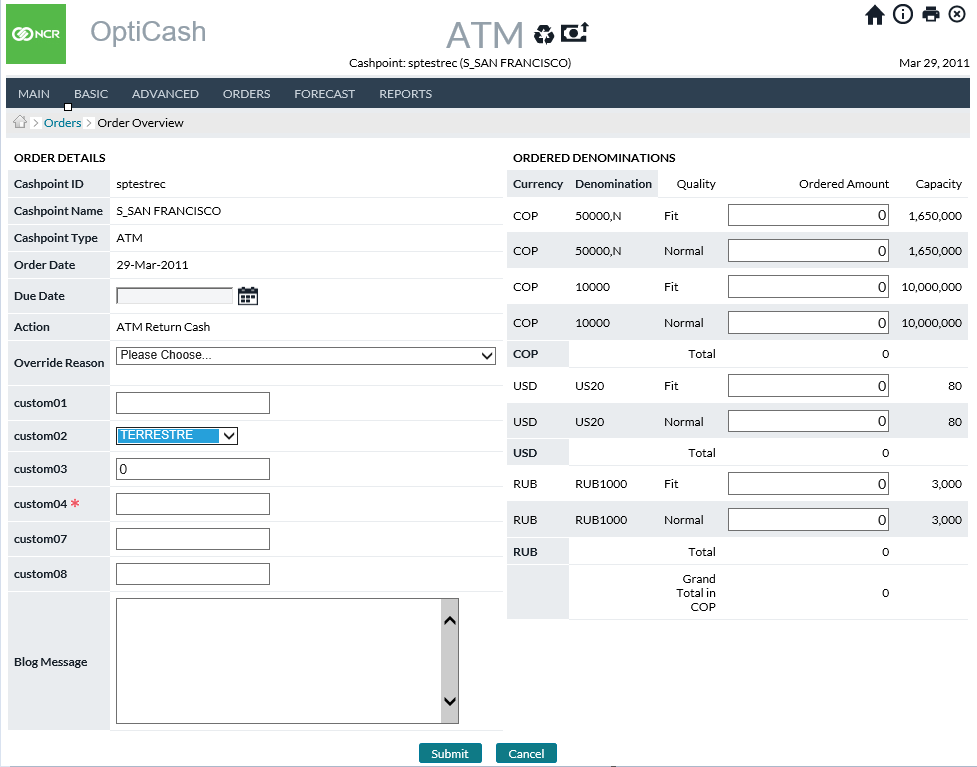 NCR
OptiCash
ATM
Cashpoint: sptestrec (S_SAN FRANCISCO)
Mar 29, 2011
MAIN BASIC ADVANCED ORDERS FORECAST REPORTS
> Orders > Order Overview
ORDER DETAILS
Cashpoint ID sptestrec
Cashpoint Name S_SAN FRANCISCO
Cashpoint Type ATM
Order Date 29-Mar-2011
Due Date
Action ATM Return Cash
Override Reason Please Choose...
custom01
custom02 TERRESTRE
custom03 0
custom04 *
custom07
custom08
Blog Message
ORDERED DENOMINATIONS
Currency Denomination Quality Ordered Amount Capacity
COP 50000,N Fit 0 1,650,000
COP 50000,N Normal 0 1,650,000
COP 10000 Fit 0 10,000,000
COP 10000 Normal 0 10,000,000
COP Total 0
USD US20 Fit 0 80
USD US20 Normal 0 80
USD Total 0
RUB RUB1000 Fit 0 3,000
RUB RUB1000 Normal 0 3,000
RUB Total 0
Grand
Total in 0
COP
Submit Cancel